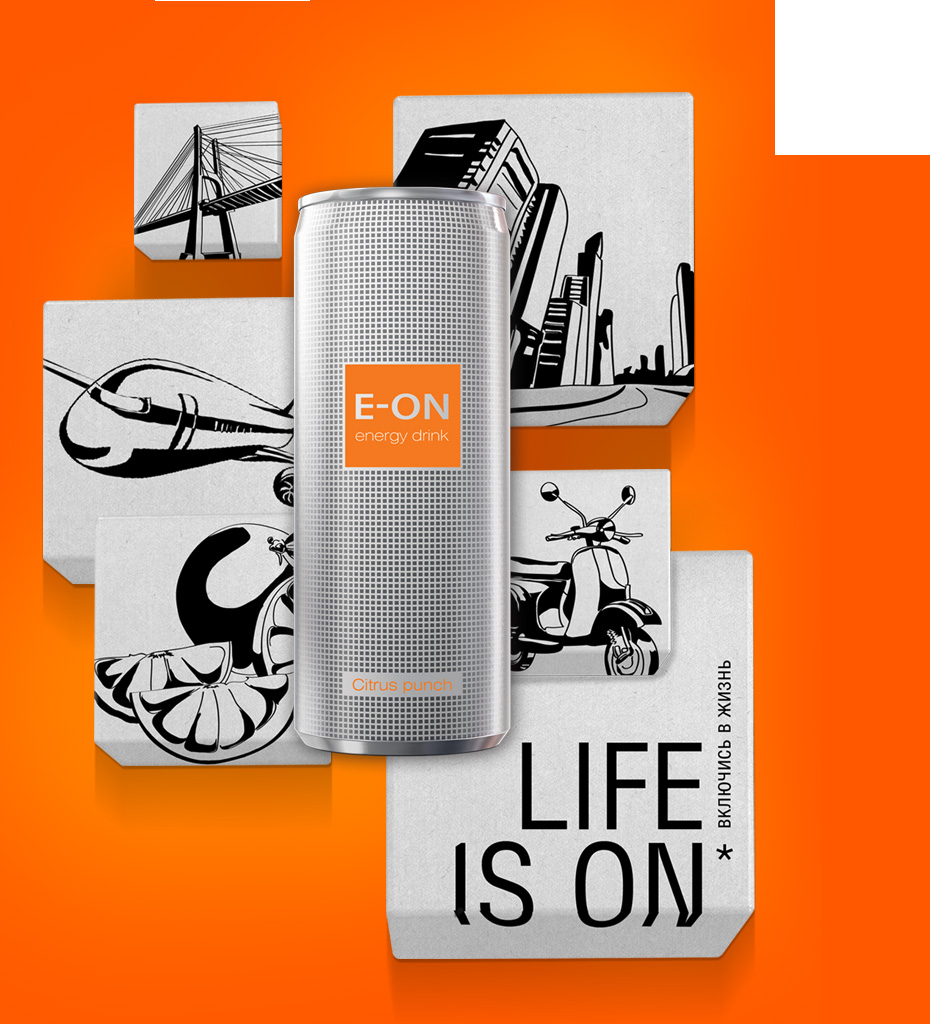 E-ON
energy drink
Citrus punch
LIFE
IS ON*
ВКЛЮЧИСЬ В ЖИЗНЬ